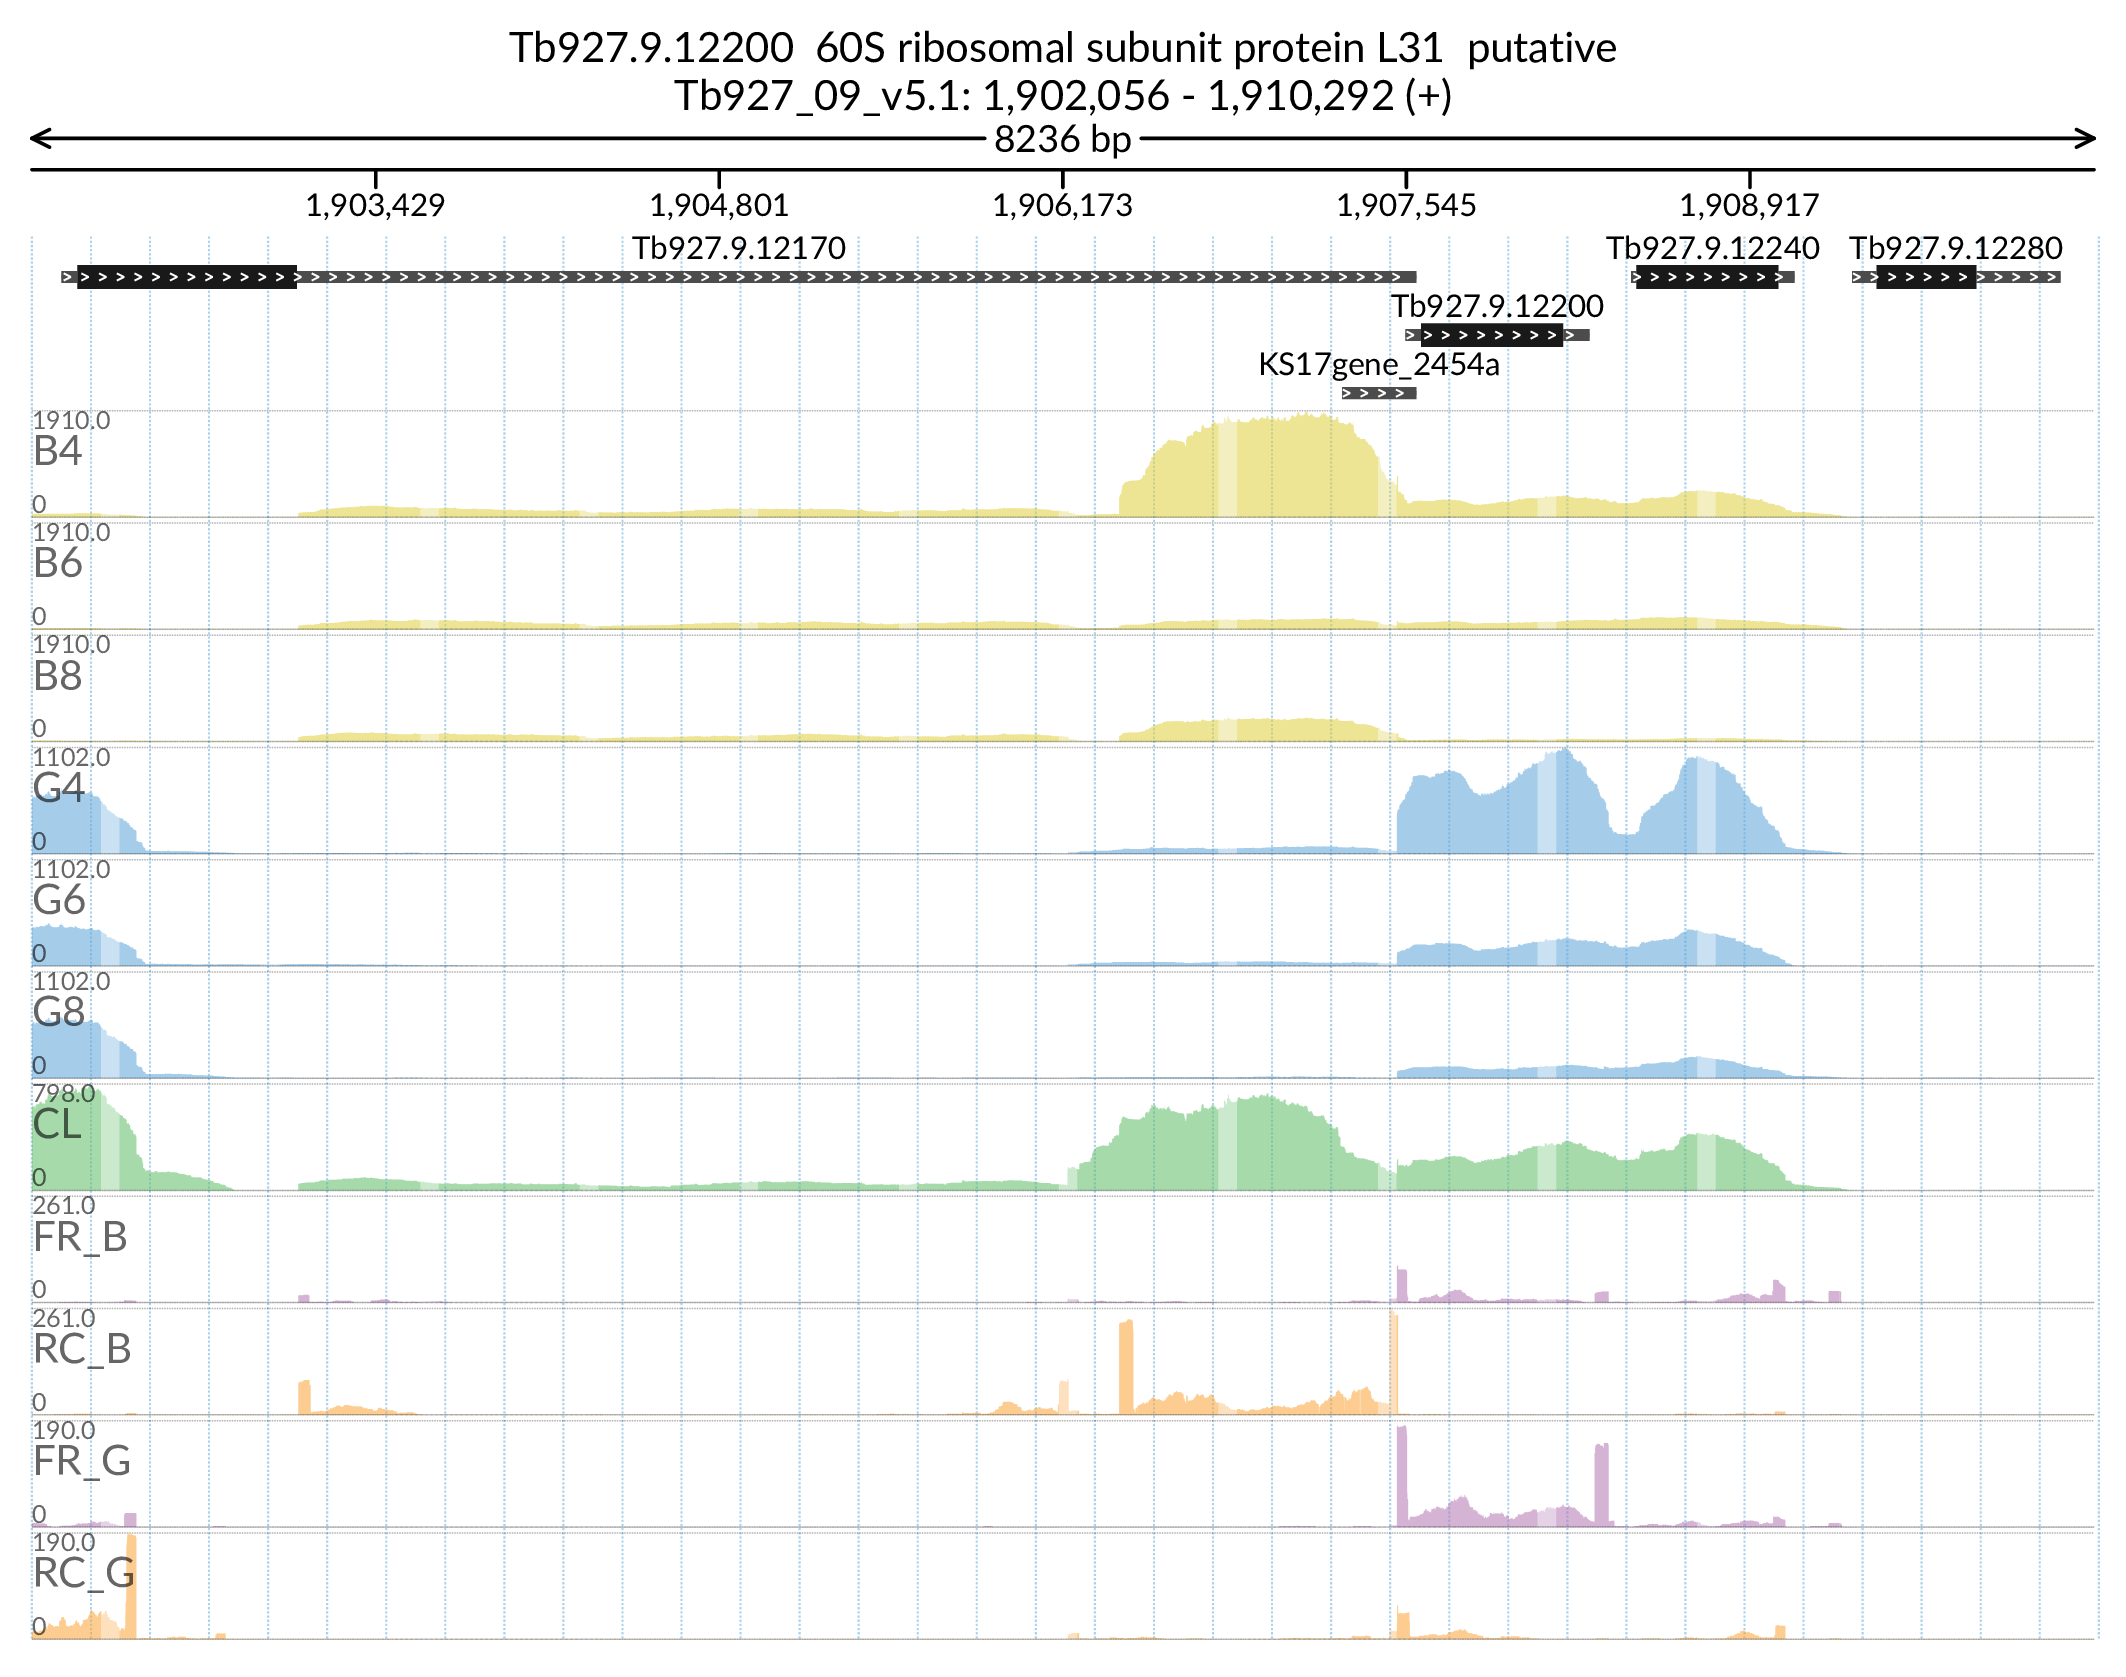 Tb927.9.12200  60S ribosomal subunit protein L31  putative
Tb927_09_v5.1: 1,902,056 - 1,910,292 (+)
8236 bp
1,903,429 1,904,801 1,906,173 1,907,545 1,908,917
Tb927.9.12170 Tb927.9.12240 Tb927.9.12280
Tb927.9.12200
KS17gene_2454a
1910.0
B4
0
1910.0
B6
0
1910.0
B8
0
1102.0
G4
0
1102.0
G6
0
1102.0
G8
0
798.0
CL
0
261.0
FR_B
0
261.0
RC_B
0
190.0
FR_G
0
190.0
RC_G
0